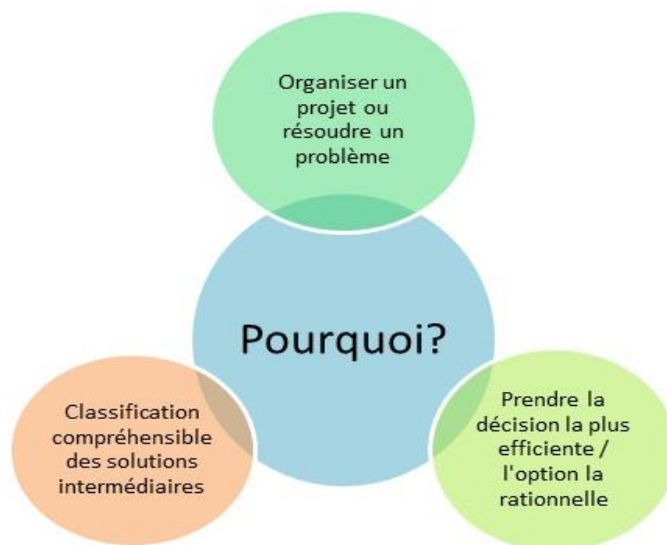 Organiser un
projet ou
résoudre un
problème
Pourquoi?
Classification
compréhensible
des solutions
intermédiaires
Prendre la
décision la plus
efficiente /
l'option la
rationnelle